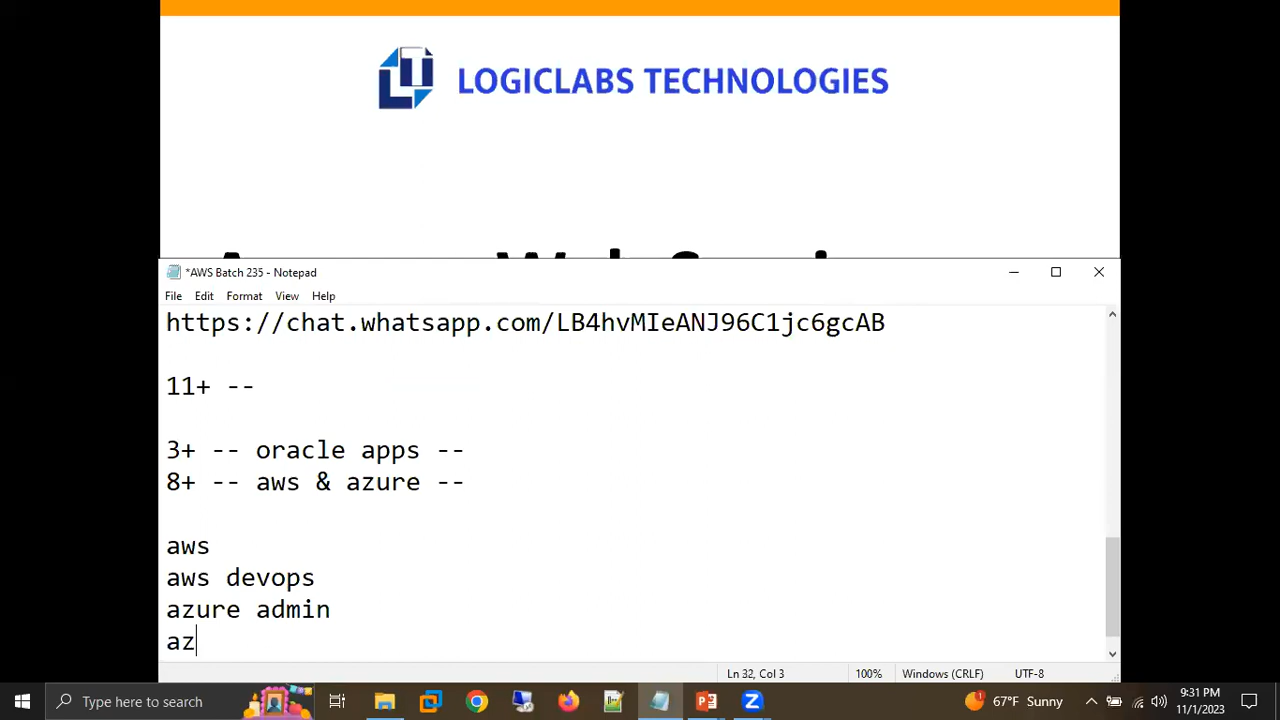 LOGICLABS TECHNOLOGIES
*AWS Batch 235 - Notepad
File Edit Format View Help
https://chat.whatsapp.com/LB4hvMIeANJ96C1jc6gcAB
11+ --
3+ -- oracle apps --
8+ -- aws & azure --
aws
aws devops
azure admin
az
Ln 32, Col 3 100% Windows (CRLF) UTF-8
Type here to search
67°F Sunny
9:31 PM
11/1/2023